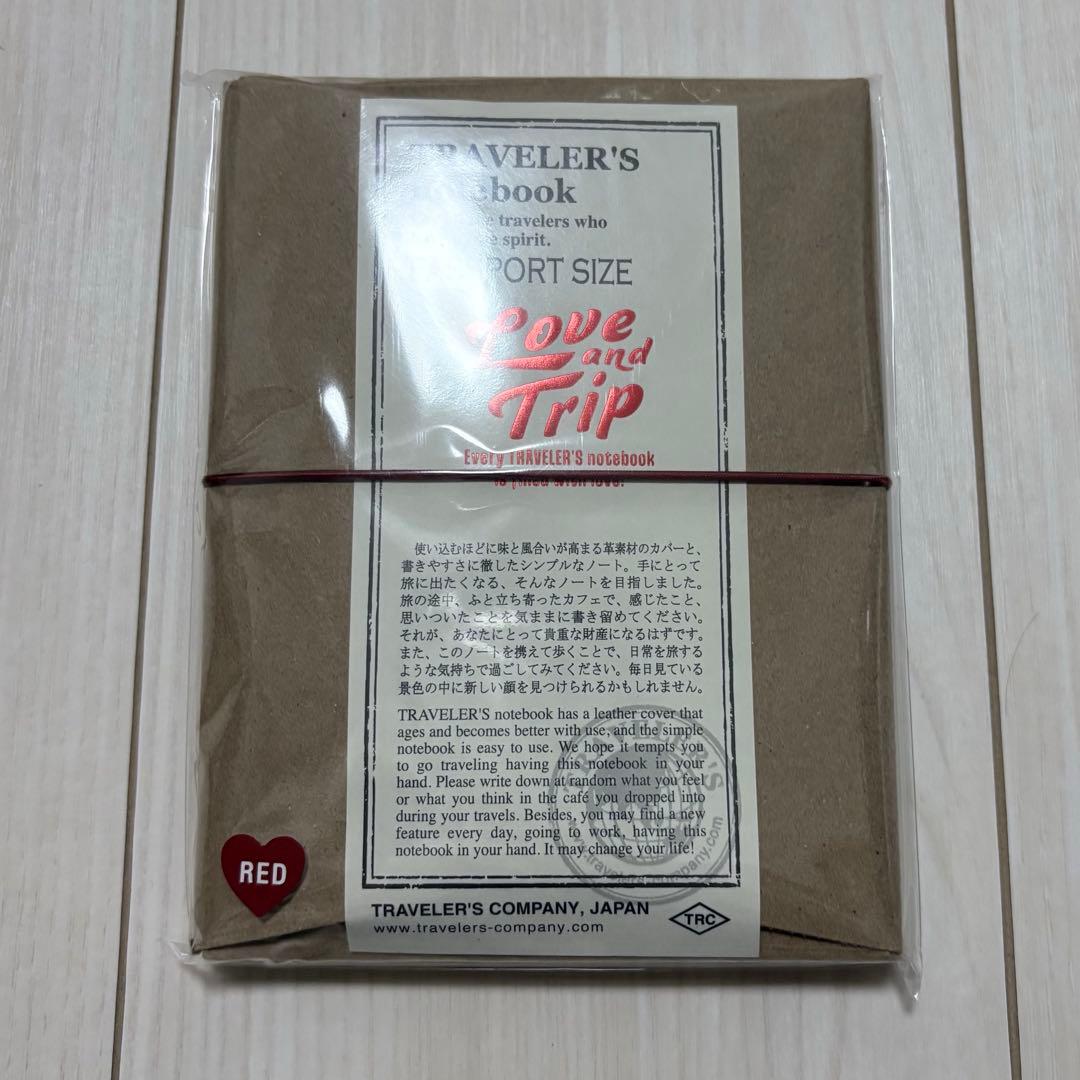 TRAVELER'S
ebook
travelers who
spirit.
PORT SIZE
Love
and
Trip
Every TRAVELER'S notebook
is filled with love!
使い込むほどに味と風合いが高まる革素材のカバーと、
書きやすさに徹したシンプルなノート。手にとって
旅に出たくなる、そんなノートを目指しました。
旅の途中、ふと立ち寄ったカフェで、感じたこと、
思いついたことを気ままに書き留めてください。
それが、あなたにとって貴重な財産になるはずです。
また、このノートを携えて歩くことで、日常を旅する
ような気持ちで過ごしてみてください。毎日見ている
景色の中に新しい顔を見つけられるかもしれません。
TRAVELER'S notebook has a leather cover that
ages and becomes better with use, and the simple
notebook is easy to use. We hope it tempts you
to go traveling having this notebook in your
hand. Please write down at random what you feel
or what you think in the café you dropped into
during your travels. Besides, you may find a new
feature every day, going to work, having this
notebook in your hand. It may change your life!
TRAVELER'S
www.travelers-company.com
RED
TRAVELER'S COMPANY, JAPAN
www.travelers-company.com
TRC